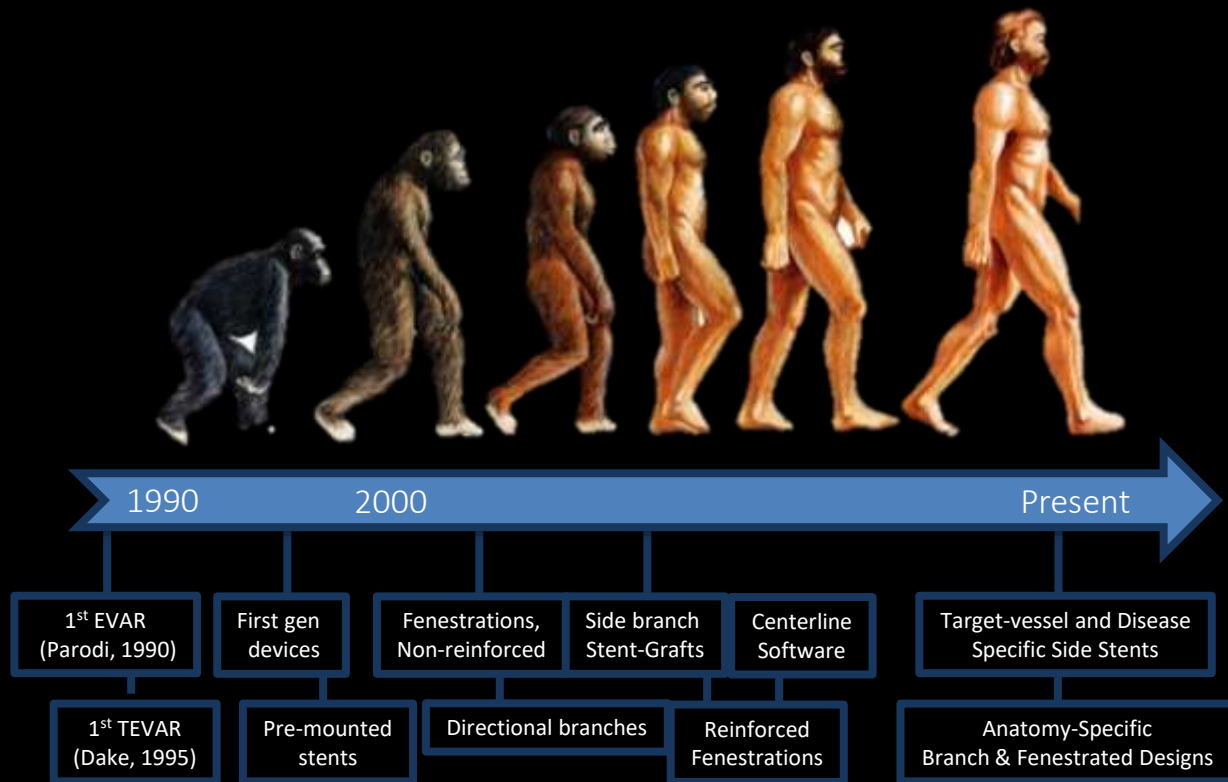 1990
2000
Present
1st EVAR
(Parodi, 1990)
First gen
devices
Fenestrations,
Non-reinforced
Side branch
Stent-Grafts
Centerline
Software
Target-vessel and Disease
Specific Side Stents
1st TEVAR
(Dake, 1995)
Pre-mounted
stents
Directional branches
Reinforced
Fenestrations
Anatomy-Specific
Branch & Fenestrated Designs